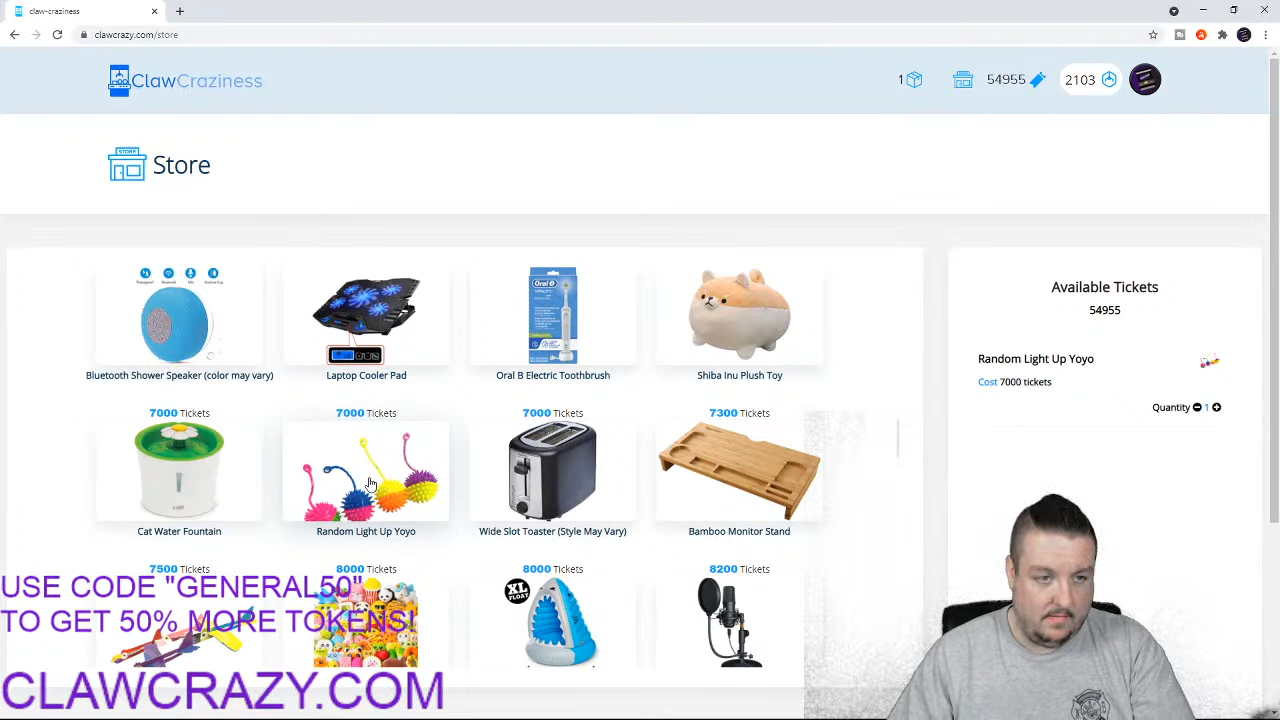 claw-craziness
clawcrazy.com/store
ClawCraziness
1
54955
2103
STORE
Store
Bluetooth Shower Speaker (color may vary)
Laptop Cooler Pad
Oral B Electric Toothbrush
Shiba Inu Plush Toy
7000 Tickets
7000 Tickets
7000 Tickets
7300 Tickets
Oral-B
Cat Water Fountain
Random Light Up Yoyo
Wide Slot Toaster (Style May Vary)
Bamboo Monitor Stand
7500 Tickets
8000 Tickets
8000 Tickets
8200 Tickets
XL
FLOAT
Available Tickets
54955
Random Light Up Yoyo
Cost 7000 tickets
Quantity 1
USE CODE "GENERAL50"
TO GET 50% MORE TOKENS!
CLAWCRAZY.COM